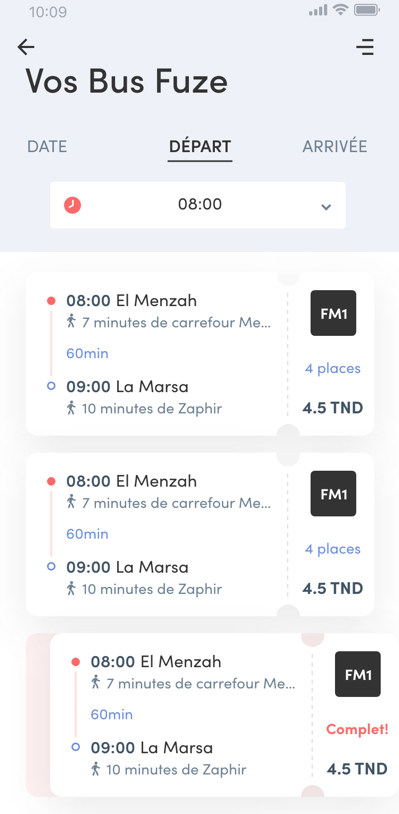 10:09
Vos Bus Fuze
DATE DÉPART ARRIVÉE
08:00
08:00 El Menzah
7 minutes de carrefour Me...
60min
09:00 La Marsa
10 minutes de Zaphir
FM1
4 places
4.5 TND
08:00 El Menzah
7 minutes de carrefour Me...
60min
09:00 La Marsa
10 minutes de Zaphir
FM1
4 places
4.5 TND
08:00 El Menzah
7 minutes de carrefour Me...
60min
09:00 La Marsa
10 minutes de Zaphir
FM1
Complet!
4.5 TND